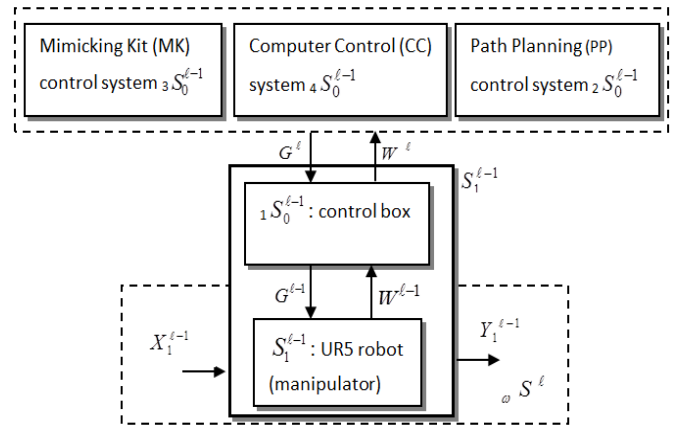 Mimicking Kit (MK)
control system ₃S₀^{ℓ−1}
Computer Control (CC)
system ₄S₀^{ℓ−1}
Path Planning (PP)
control system ₂S₀^{ℓ−1}
G^ℓ
W^ℓ
S₁^{ℓ−1}
₁S₀^{ℓ−1} : control box
G^{ℓ−1}
W^{ℓ−1}
X₁^{ℓ−1}
S₁^{ℓ−1} : UR5 robot
(manipulator)
Y₁^{ℓ−1}
_ω S^ℓ